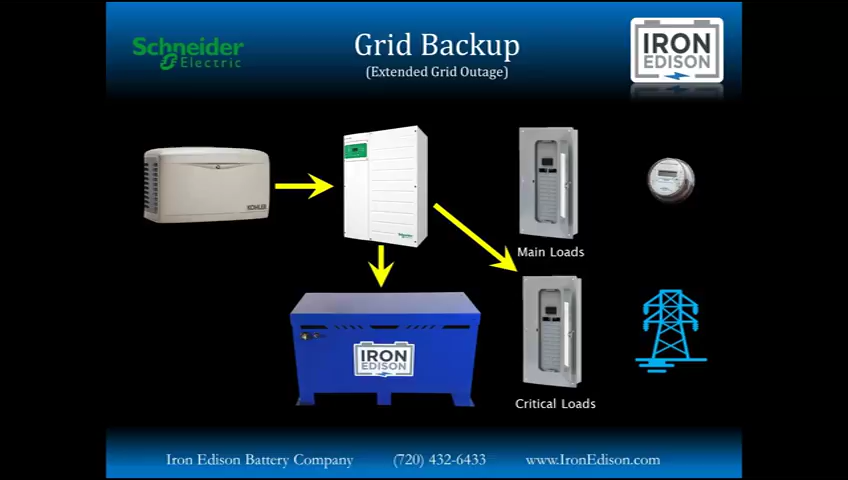 Schneider
Electric
Grid Backup
(Extended Grid Outage)
IRON
EDISON
KOHLER
Schneider
Main Loads
IRON
EDISON
Critical Loads
Iron Edison Battery Company (720) 432-6433 www.IronEdison.com